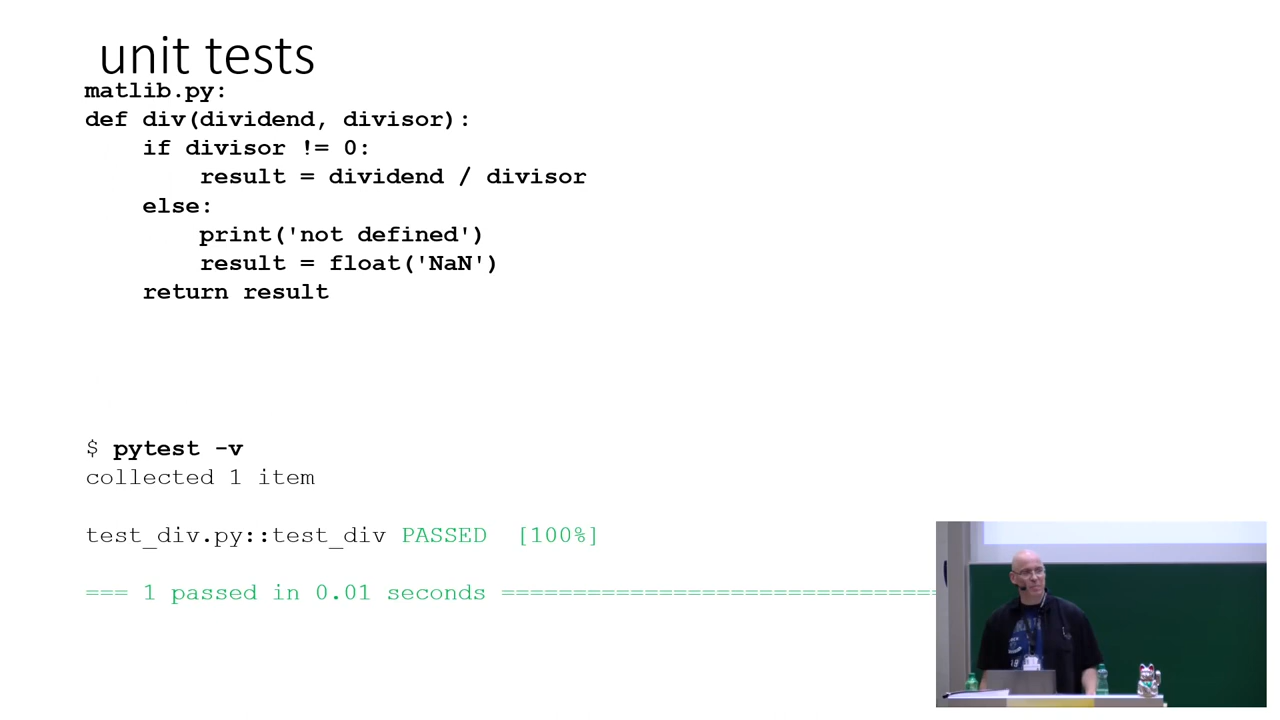 unit tests
matlib.py:
def div(dividend, divisor):
    if divisor != 0:
        result = dividend / divisor
    else:
        print('not defined')
        result = float('NaN')
    return result
$ pytest -v
collected 1 item
test_div.py::test_div PASSED  [100%]
=== 1 passed in 0.01 seconds ==============================